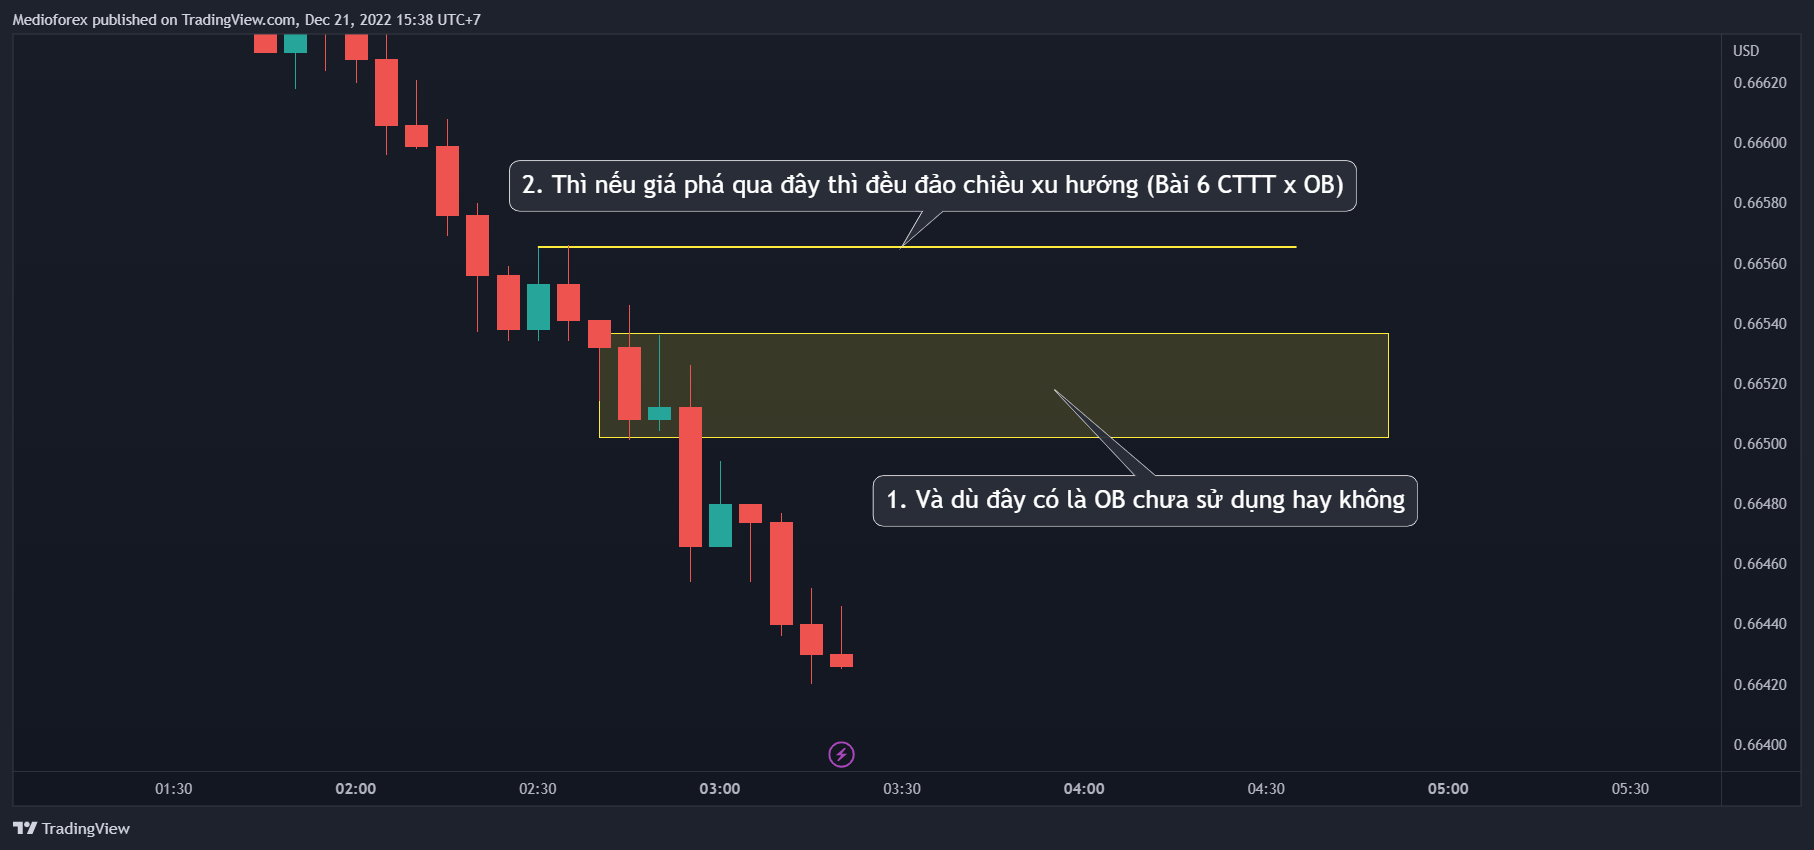 Medioforex published on TradingView.com, Dec 21, 2022 15:38 UTC+7
USD
0.66620
0.66600
2. Thì nếu giá phá qua đây thì đều đảo chiều xu hướng (Bài 6 CTTT x OB)
0.66580
0.66560
0.66540
0.66520
0.66500
1. Và dù đây có là OB chưa sử dụng hay không
0.66480
0.66460
0.66440
0.66420
0.66400
01:30 02:00 02:30 03:00 03:30 04:00 04:30 05:00 05:30
TradingView